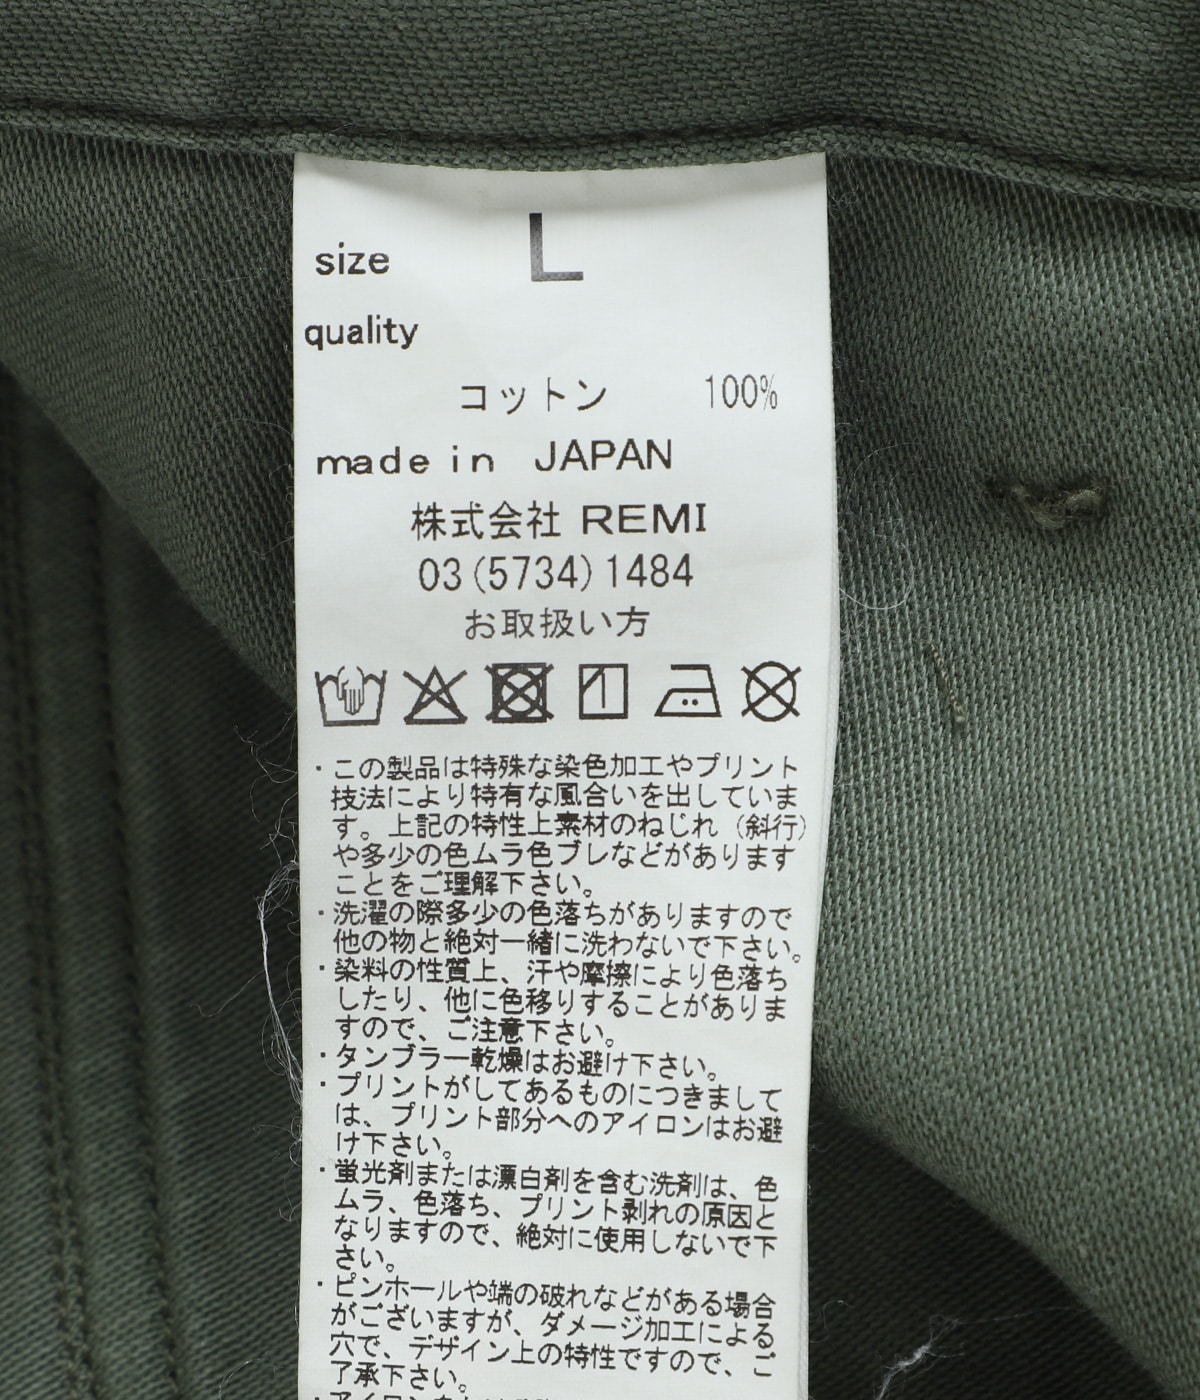 size L
quality
コットン 100%
made in JAPAN
株式会社 REMI
03(5734)1484
お取扱い方
・この製品は特殊な染色加工やプリント
技法により特有な風合いを出していま
す。上記の特性上素材のねじれ（斜行）
や多少の色ムラ色ブレなどがあります
ことをご理解下さい。
・洗濯の際多少の色落ちがありますので
他の物と絶対一緒に洗わないで下さい。
・染料の性質上、汗や摩擦により色落ち
したり、他に色移りすることがありま
すので、ご注意下さい。
・タンブラー乾燥はお避け下さい。
・プリントがしてあるものにつきまして
は、プリント部分へのアイロンはお避
け下さい。
・蛍光剤または漂白剤を含む洗剤は、色
ムラ、色落ち、プリント剥れの原因と
なりますので、絶対に使用しないで下
さい。
・ピンホールや端の破れなどがある場合
がございますが、ダメージ加工による
穴で、デザイン上の特性ですので、ご
了承下さい。